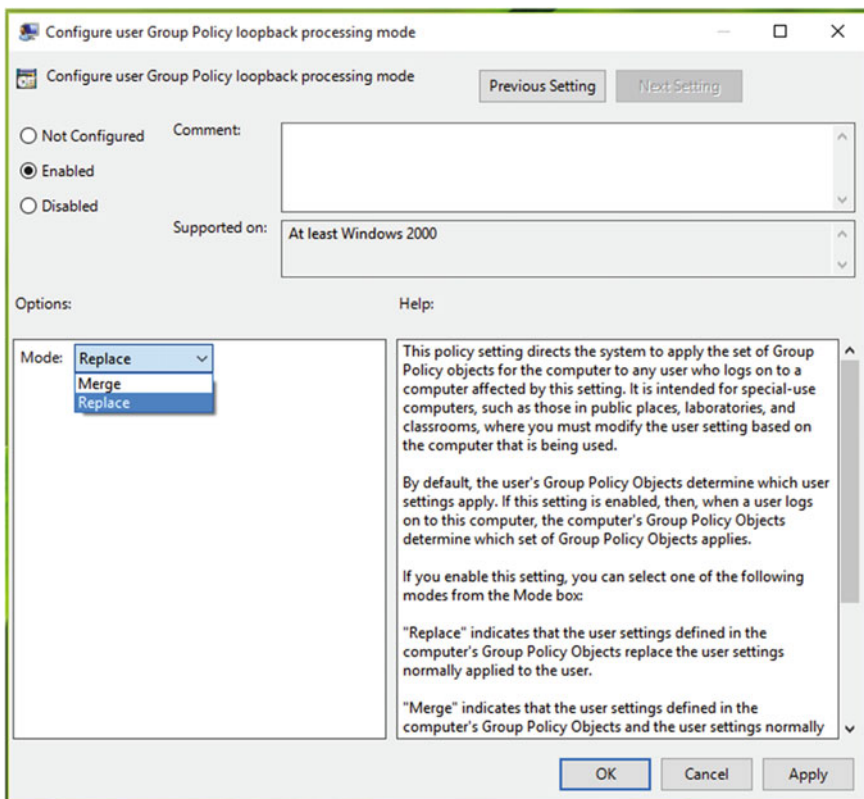 Configure user Group Policy loopback processing mode
Configure user Group Policy loopback processing mode
Previous Setting
Next Setting
Not Configured
Enabled
Disabled
Comment:
Supported on:
At least Windows 2000
Options:
Help:
Mode:
Replace
Merge
Replace
This policy setting directs the system to apply the set of Group
Policy objects for the computer to any user who logs on to a
computer affected by this setting. It is intended for special-use
computers, such as those in public places, laboratories, and
classrooms, where you must modify the user setting based on
the computer that is being used.
By default, the user's Group Policy Objects determine which user
settings apply. If this setting is enabled, then, when a user logs
on to this computer, the computer's Group Policy Objects
determine which set of Group Policy Objects applies.
If you enable this setting, you can select one of the following
modes from the Mode box:
"Replace" indicates that the user settings defined in the
computer's Group Policy Objects replace the user settings
normally applied to the user.
"Merge" indicates that the user settings defined in the
computer's Group Policy Objects and the user settings normally
OK
Cancel
Apply